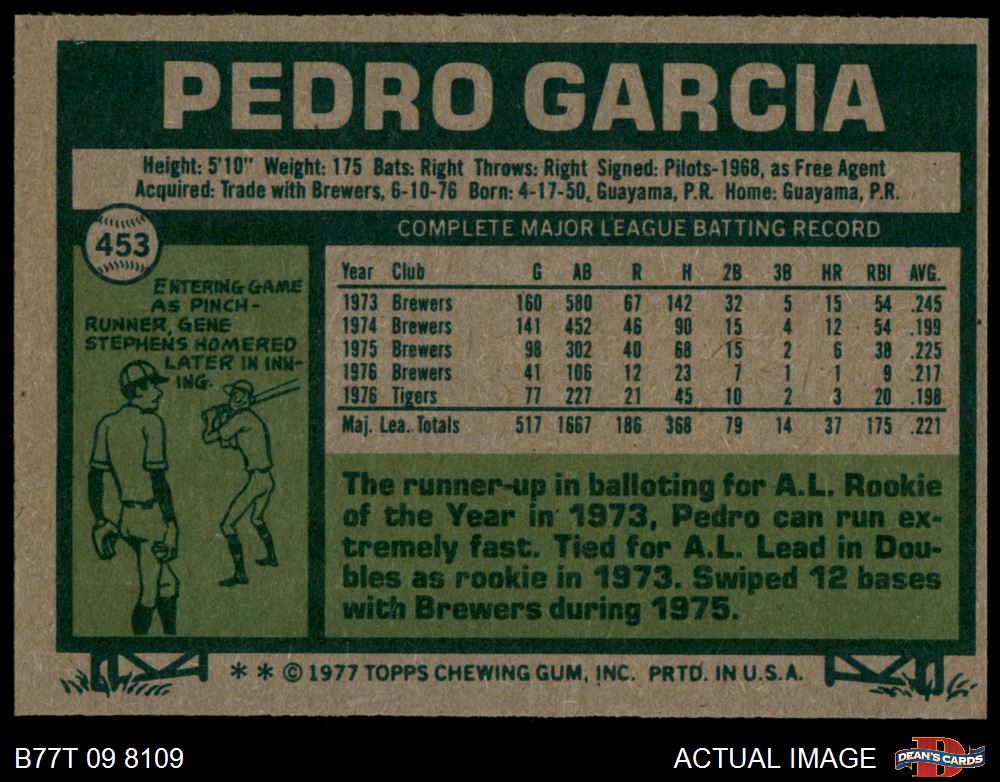 PEDRO GARCIA
Height: 5'10" Weight: 175 Bats: Right Throws: Right Signed: Pilots-1968, as Free Agent
Acquired: Trade with Brewers, 6-10-76 Born: 4-17-50, Guayama, P.R. Home: Guayama, P.R.
453
ENTERING GAME
AS PINCH-
RUNNER, GENE
STEPHENS HOMERED
LATER IN INN-
ING.
COMPLETE MAJOR LEAGUE BATTING RECORD
Year Club G AB R H 2B 3B HR RBI AVG.
1973 Brewers 160 580 67 142 32 5 15 54 .245
1974 Brewers 141 452 46 90 15 4 12 54 .199
1975 Brewers 98 302 40 68 15 2 6 38 .225
1976 Brewers 41 106 12 23 7 1 1 9 .217
1976 Tigers 77 227 21 45 10 2 3 20 .198
Maj. Lea. Totals 517 1667 186 368 79 14 37 175 .221
The runner-up in balloting for A.L. Rookie
of the Year in 1973, Pedro can run ex-
tremely fast. Tied for A.L. Lead in Dou-
bles as rookie in 1973. Swiped 12 bases
with Brewers during 1975.
* * © 1977 TOPPS CHEWING GUM, INC. PRTD. IN U.S.A.
B77T 09 8109
ACTUAL IMAGE
D
DEAN'S CARDS